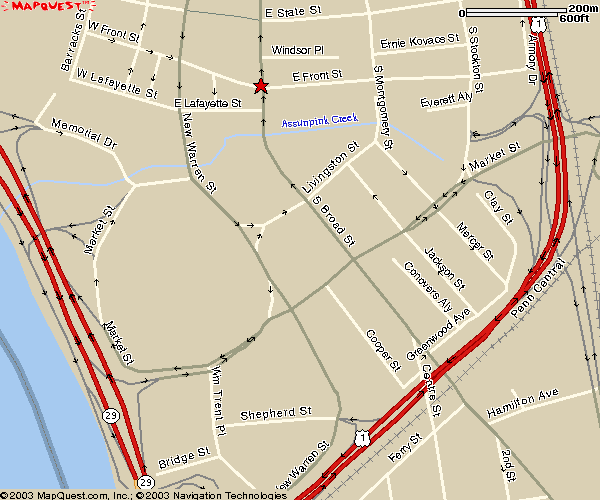 MAPQUEST
E State St
200m
600ft
1
Barracks St
W Front St
Windsor Pl
Ernie Kovacs St
S Stockton St
Armory Dr
W Lafayette St
E Front St
S Montgomery St
E Lafayette St
Everett Aly
Memorial Dr
New Warren St
Assunpink Creek
Livingston St
Market St
Market St
S Broad St
Clay St
Mercer St
Jackson St
Conovers Aly
Penn Central
Market St
Greenwood Ave
Cooper St
Centre St
Wm Trent Pl
29
Shepherd St
Hamilton Ave
1
Bridge St
New Warren St
Ferry St
2nd St
29
©2003 MapQuest.com, Inc.; ©2003 Navigation Technologies